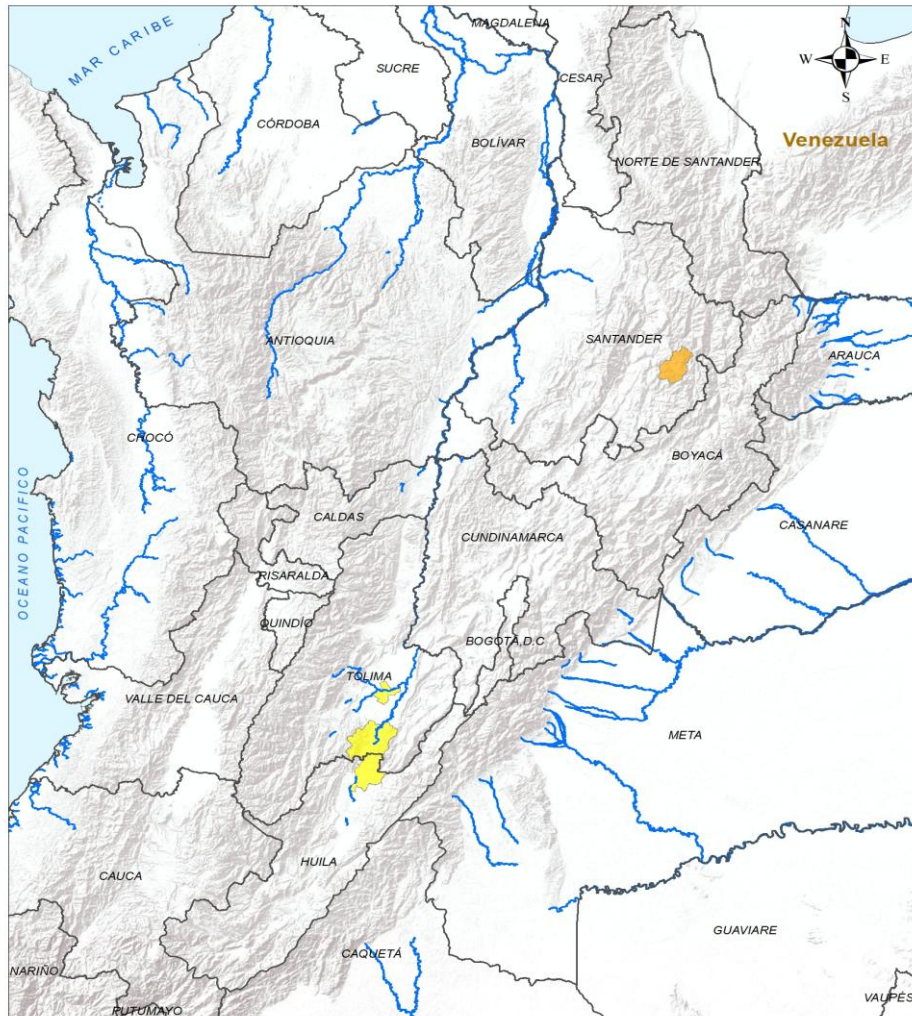 MAGDALENA
MAR CARIBE
N
W
E
S
SUCRE
CESAR
CÓRDOBA
BOLÍVAR
Venezuela
NORTE DE SANTANDER
ANTIOQUIA
SANTANDER
ARAUCA
CHOCÓ
BOYACÁ
OCEANO PACIFICO
CALDAS
CASANARE
CUNDINAMARCA
RISARALDA
QUINDÍO
BOGOTÁ,D.C
TOLIMA
VALLE DEL CAUCA
META
HUILA
CAUCA
GUAVIARE
CAQUETÁ
NARIÑO
VAUPÉS
PUTUMAYO